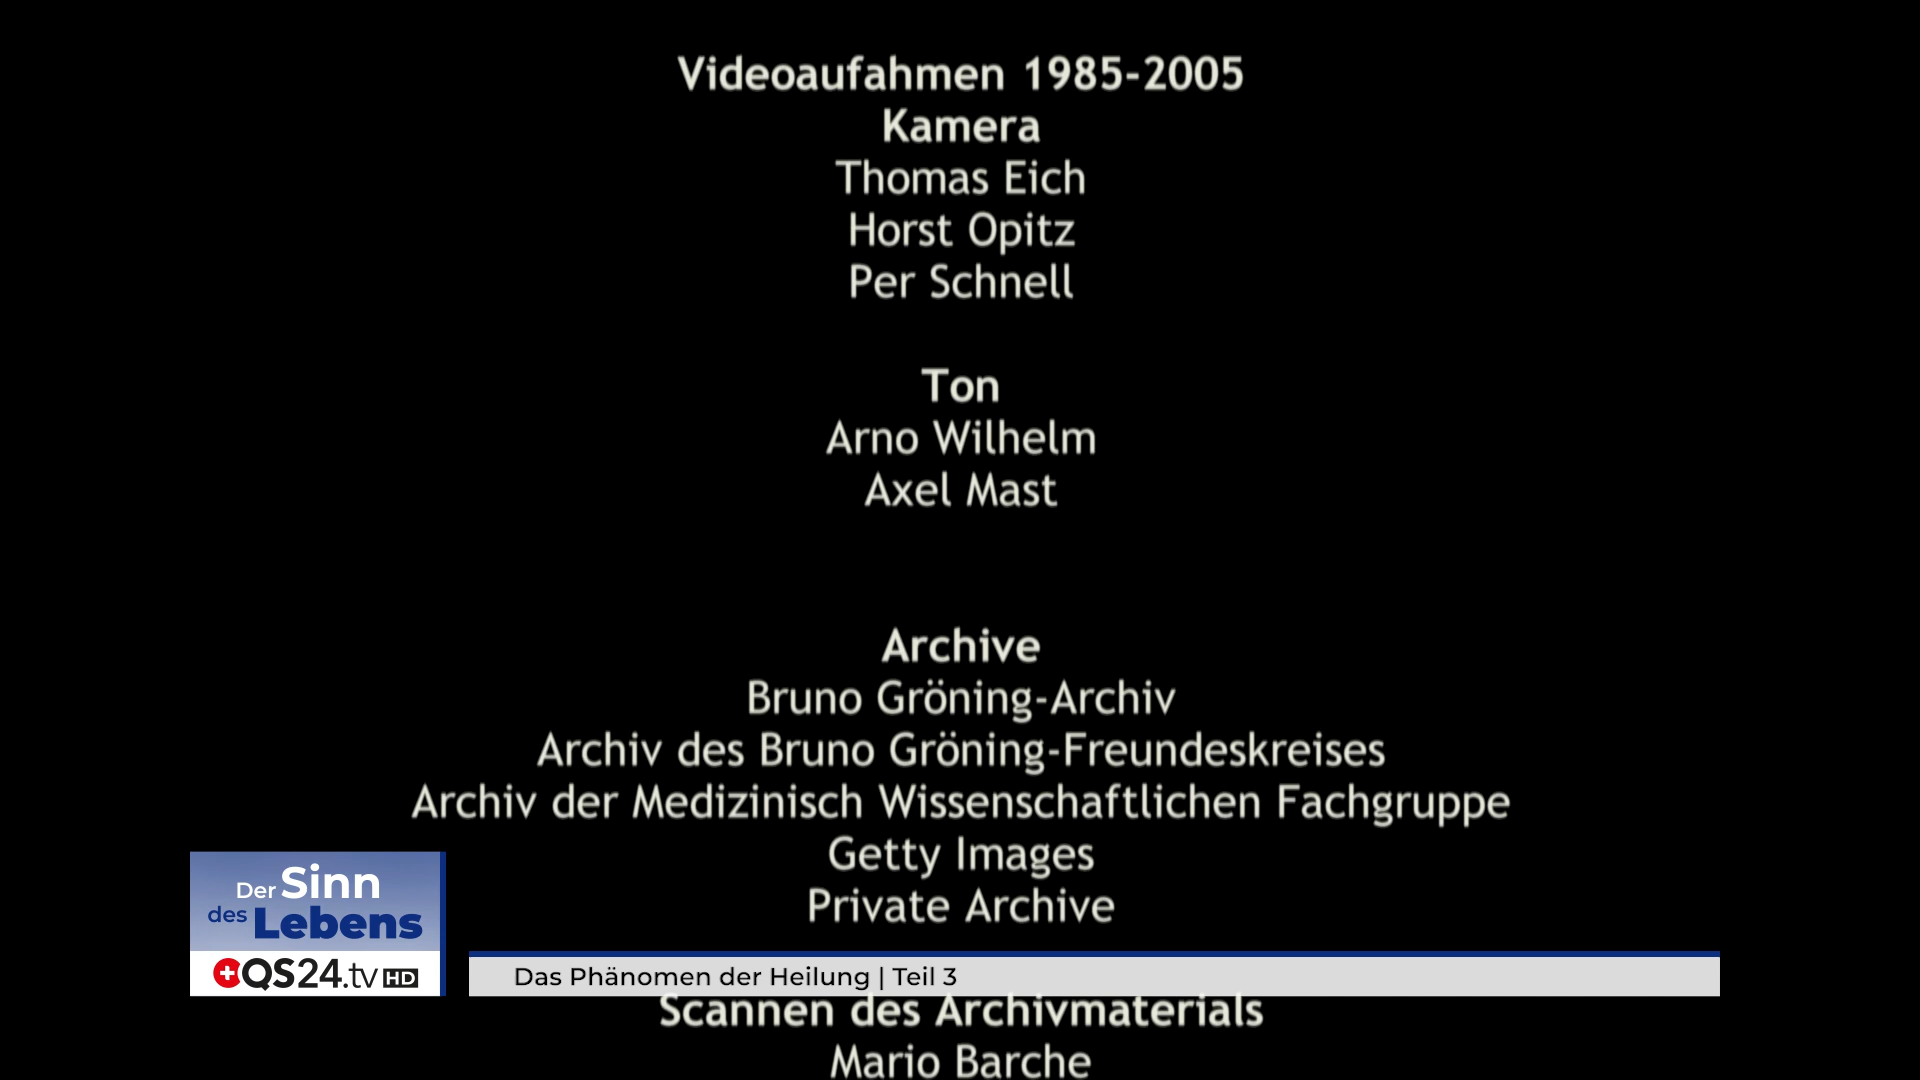 Videoaufahmen 1985-2005
Kamera
Thomas Eich
Horst Opitz
Per Schnell
Ton
Arno Wilhelm
Axel Mast
Archive
Bruno Gröning-Archiv
Archiv des Bruno Gröning-Freundeskreises
Archiv der Medizinisch Wissenschaftlichen Fachgruppe
Getty Images
Private Archive
Der Sinn
des Lebens
QS24.tv HD
Das Phänomen der Heilung | Teil 3
Scannen des Archivmaterials
Mario Barche